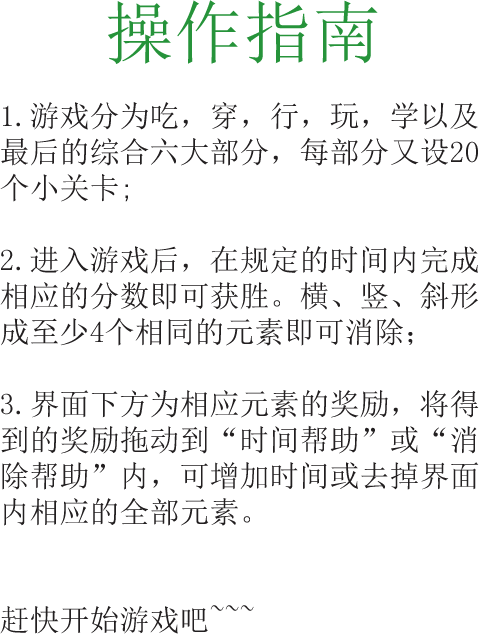 操作指南
1.游戏分为吃，穿，行，玩，学以及
最后的综合六大部分，每部分又设20
个小关卡;
2.进入游戏后，在规定的时间内完成
相应的分数即可获胜。横、竖、斜形
成至少4个相同的元素即可消除；
3.界面下方为相应元素的奖励，将得
到的奖励拖动到“时间帮助”或“消
除帮助”内，可增加时间或去掉界面
内相应的全部元素。
赶快开始游戏吧~~~